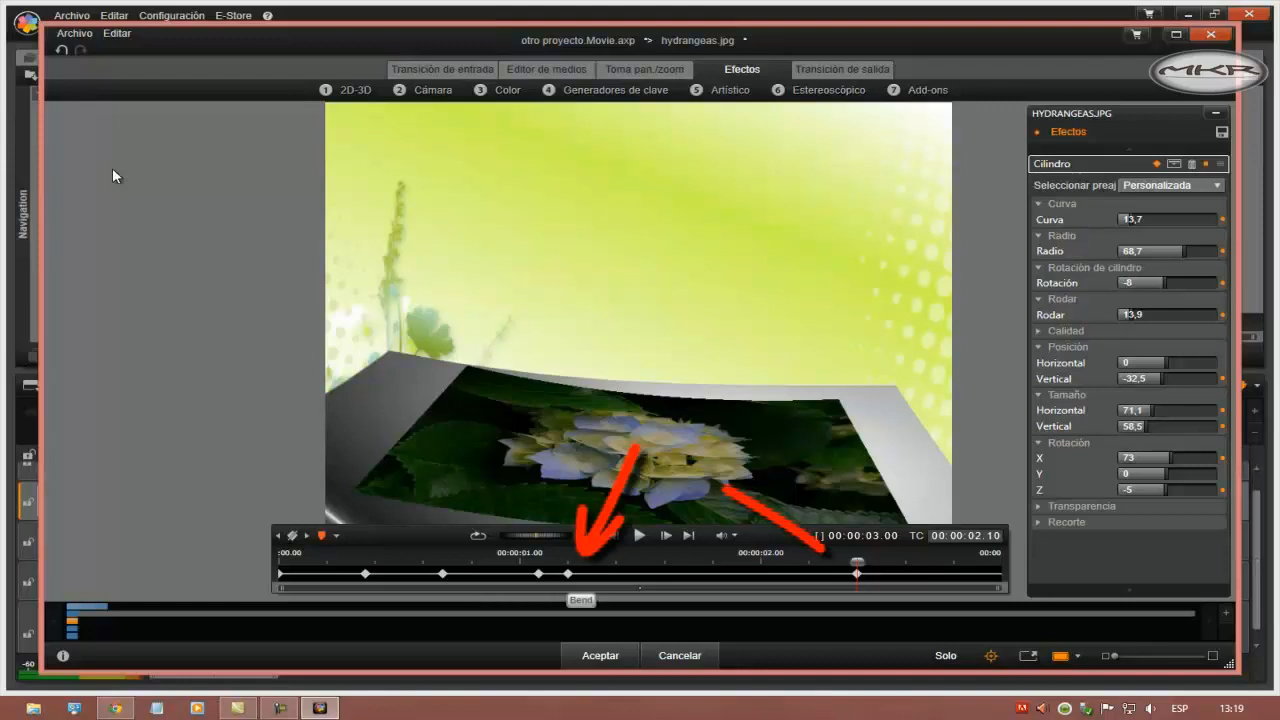 Archivo Editar Configuración E-Store ?
Archivo Editar
otro proyecto.Movie.axp -> hydrangeas.jpg •
MKR
Transición de entrada Editor de medios Toma pan./zoom Efectos Transición de salida
1 2D-3D 2 Cámara 3 Color 4 Generadores de clave 5 Artístico 6 Estereoscópico 7 Add-ons
HYDRANGEAS.JPG
Efectos
Cilindro
Seleccionar preaj Personalizada
Curva
Curva 13,7
Radio
Radio 68,7
Rotación de cilindro
Rotación -8
Rodar
Rodar 13,9
Calidad
Posición
Horizontal 0
Vertical -32,5
Tamaño
Horizontal 71,1
Vertical 58,5
Rotación
X 73
Y 0
Z -5
Transparencia
Recorte
Navigation
[] 00:00:03.00 TC 00:00:02.10
:00.00 00:00:01.00 00:00:02.00 00:00
Bend
-60
Aceptar Cancelar Solo
ESP 13:19